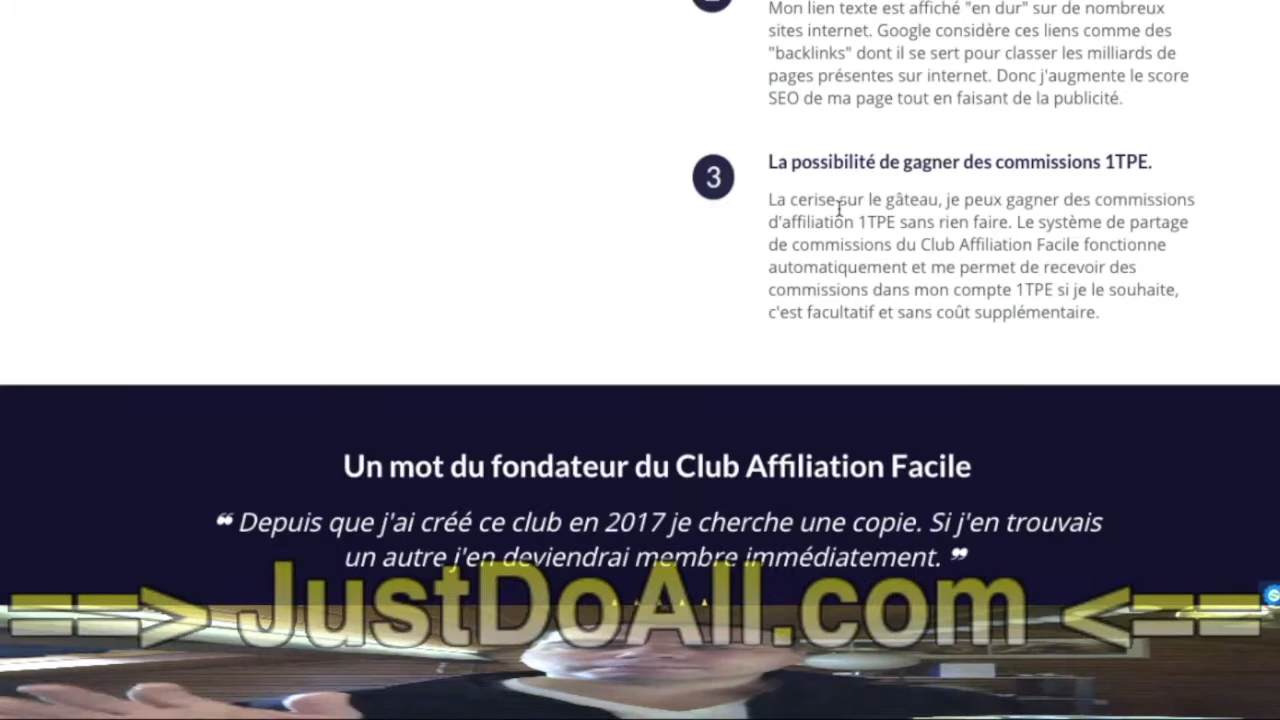 Mon lien texte est affiché "en dur" sur de nombreux
sites internet. Google considère ces liens comme des
"backlinks" dont il se sert pour classer les milliards de
pages présentes sur internet. Donc j'augmente le score
SEO de ma page tout en faisant de la publicité.
3
La possibilité de gagner des commissions 1TPE.
La cerise sur le gâteau, je peux gagner des commissions
d'affiliation 1TPE sans rien faire. Le système de partage
de commissions du Club Affiliation Facile fonctionne
automatiquement et me permet de recevoir des
commissions dans mon compte 1TPE si je le souhaite,
c'est facultatif et sans coût supplémentaire.
Un mot du fondateur du Club Affiliation Facile
❝ Depuis que j'ai créé ce club en 2017 je cherche une copie. Si j'en trouvais
un autre j'en deviendrai membre immédiatement. ❞
==> JustDoAll.com <==